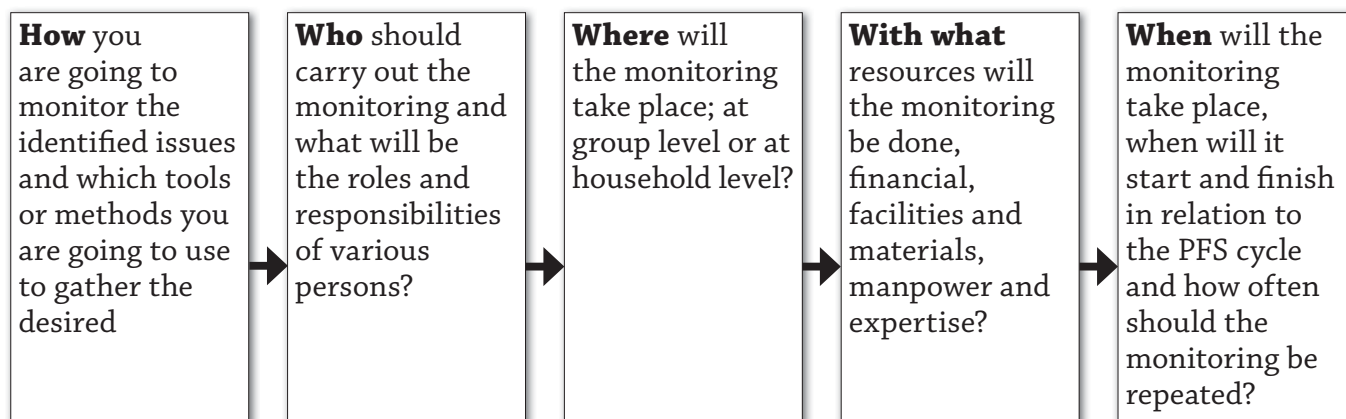 How you
are going to
monitor the
identified issues
and which tools
or methods you
are going to use
to gather the
desired
Who should
carry out the
monitoring and
what will be
the roles and
responsibilities
of various
persons?
Where will
the monitoring
take place; at
group level or at
household level?
With what
resources will
the monitoring
be done,
financial,
facilities and
materials,
manpower and
expertise?
When will the
monitoring
take place,
when will it
start and finish
in relation to
the PFS cycle
and how often
should the
monitoring be
repeated?